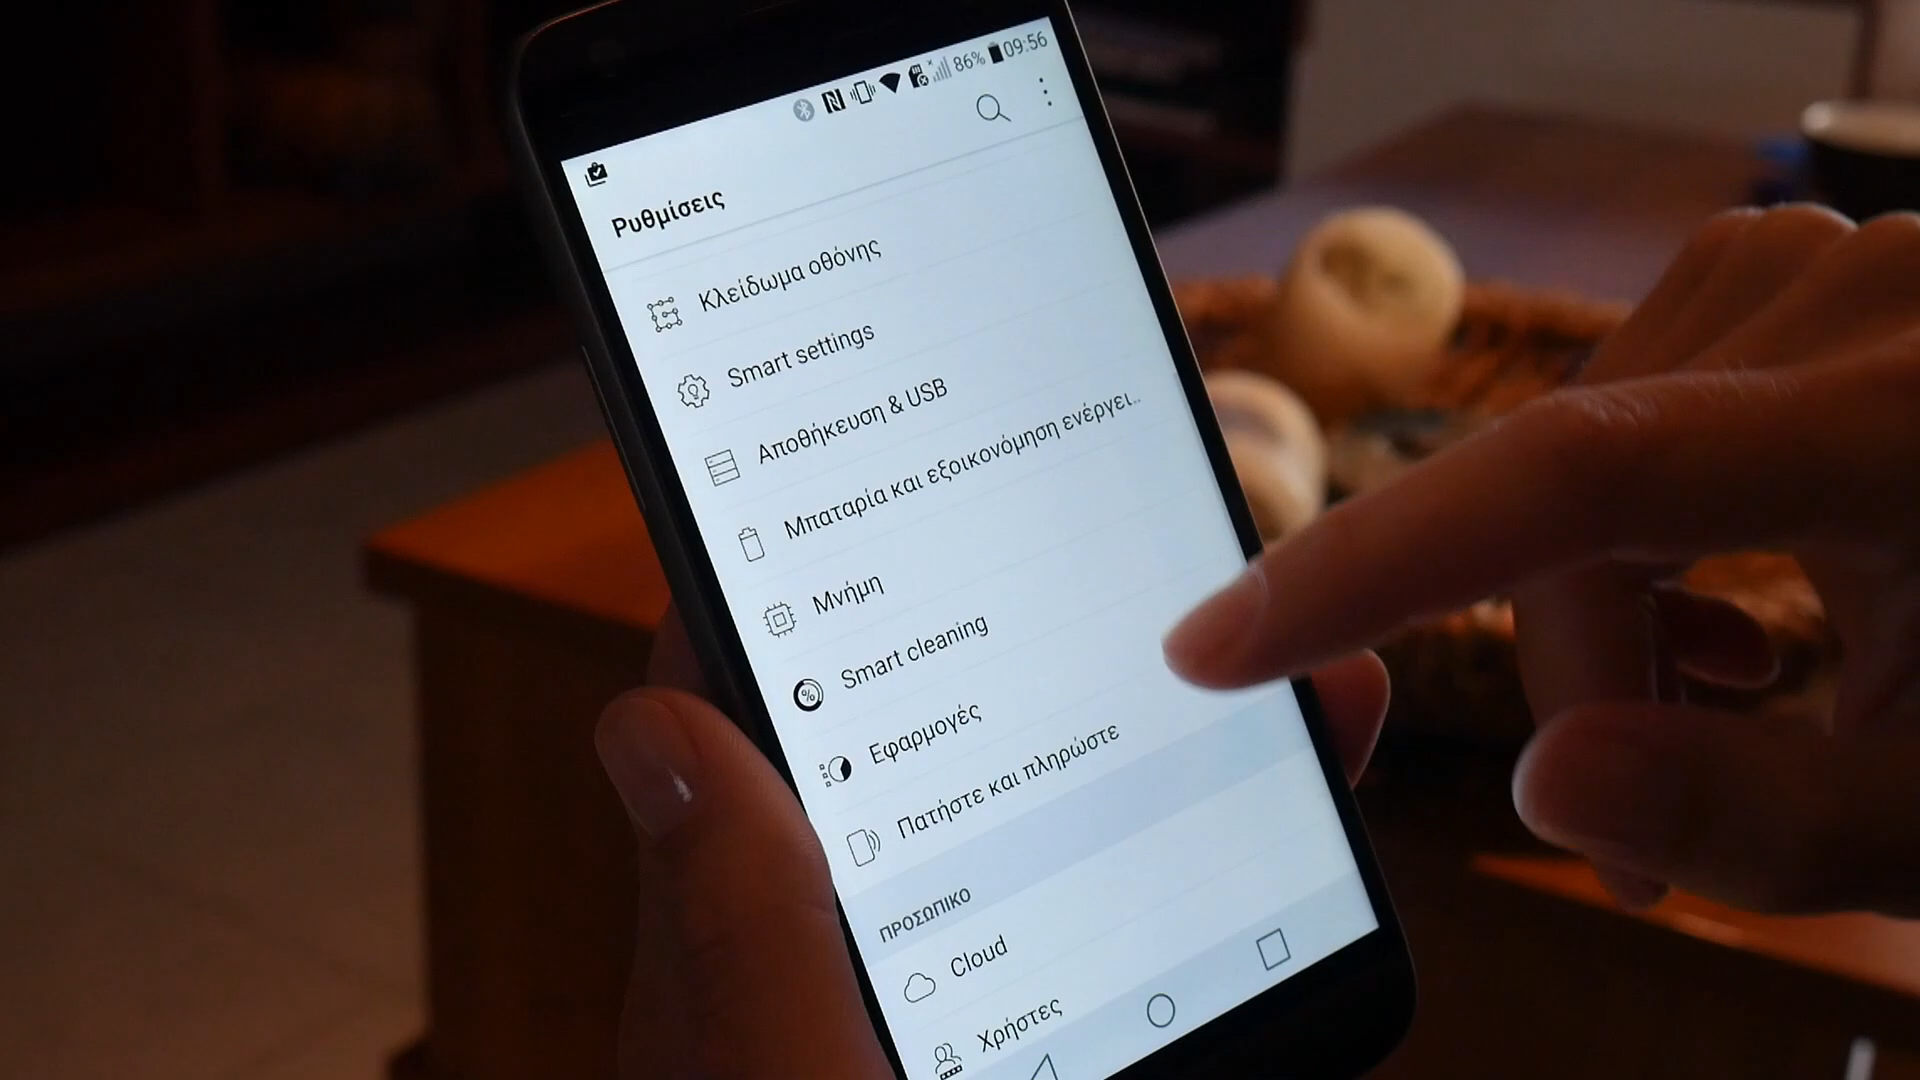 86% 09:56
Ρυθμίσεις
Κλείδωμα οθόνης
Smart settings
Αποθήκευση & USB
Μπαταρία και εξοικονόμηση ενέργει..
Μνήμη
Smart cleaning
Εφαρμογές
Πατήστε και πληρώστε
ΠΡΟΣΩΠΙΚΟ
Cloud
Χρήστες